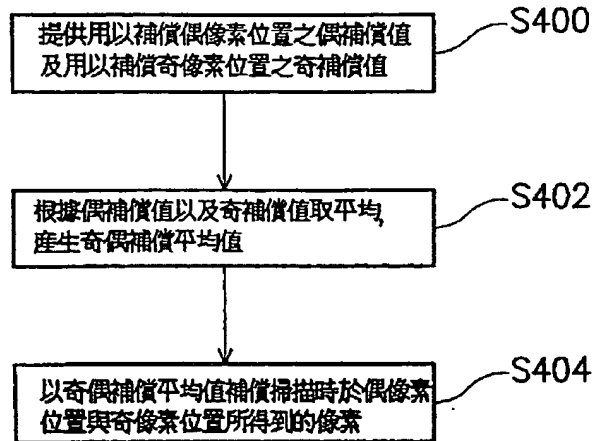 提供用以補償偶像素位置之偶補償值
及用以補償奇像素位置之奇補償值
S400
根據偶補償值以及奇補償值取平均,
產生奇偶補償平均值
S402
以奇偶補償平均值補償掃描時於偶像素
位置與奇像素位置所得到的像素
S404